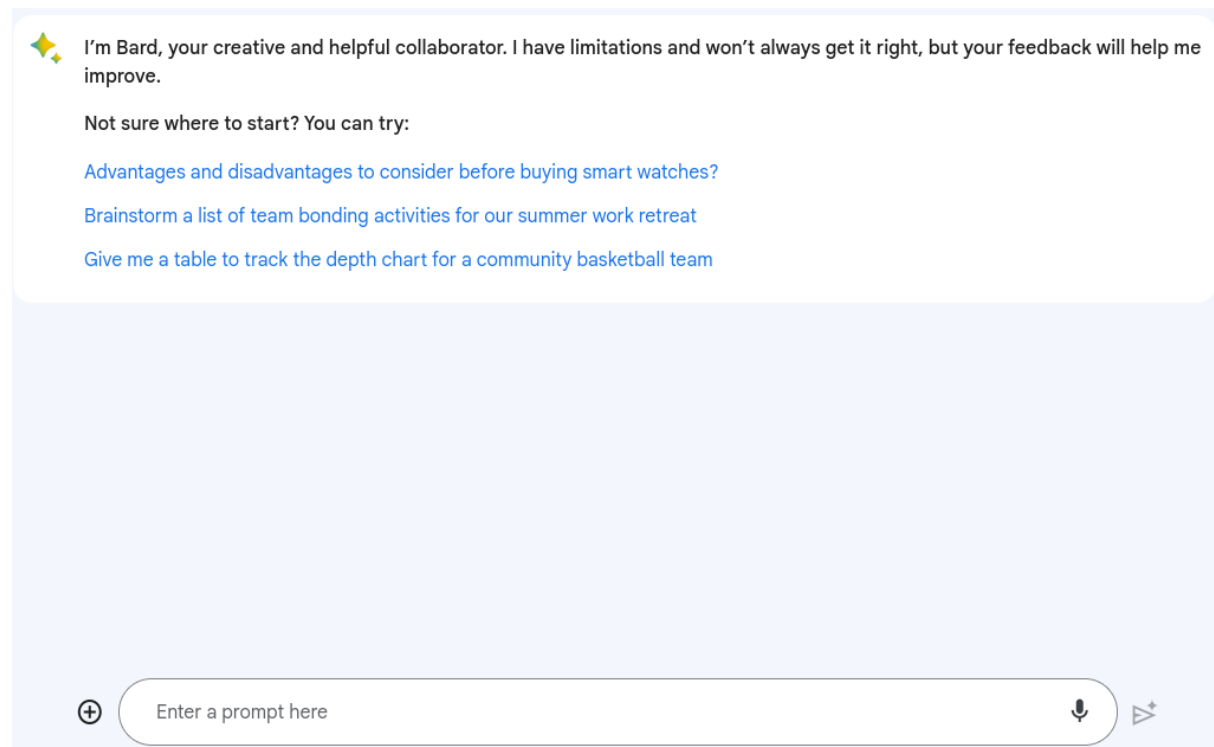 I’m Bard, your creative and helpful collaborator. I have limitations and won’t always get it right, but your feedback will help me
improve.
Not sure where to start? You can try:
Advantages and disadvantages to consider before buying smart watches?
Brainstorm a list of team bonding activities for our summer work retreat
Give me a table to track the depth chart for a community basketball team
Enter a prompt here